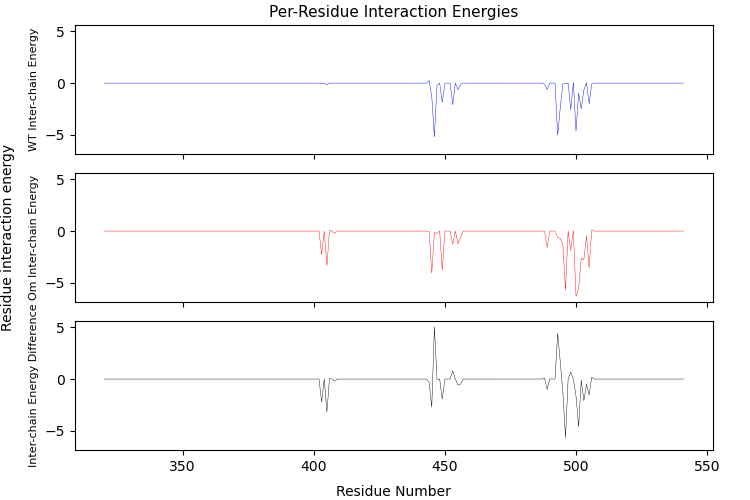 Per-Residue Interaction Energies
Residue interaction energy
WT Inter-chain Energy
5
0
−5
Om Inter-chain Energy
5
0
−5
Inter-chain Energy Difference
5
0
−5
350
400
450
500
550
Residue Number